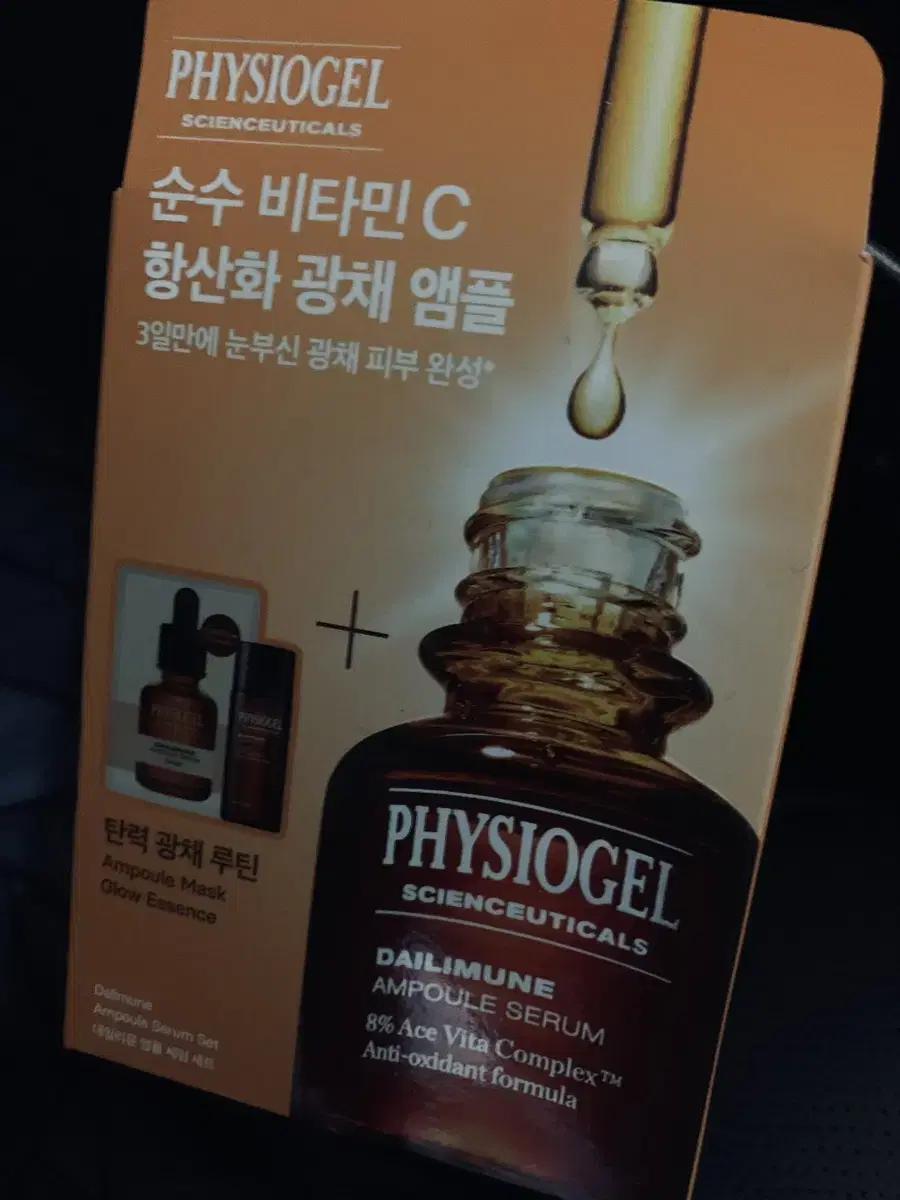 PHYSIOGEL
SCIENCEUTICALS
순수 비타민 C
항산화 광채 앰플
3일만에 눈부신 광채 피부 완성*
PHYSIOGEL
탄력 광채 루틴
Ampoule Mask
Glow Essence
Dailimune
Ampoule Serum Set
데일리뮨 앰플 세럼 세트
PHYSIOGEL
SCIENCEUTICALS
DAILIMUNE
AMPOULE SERUM
8% Ace Vita Complex™
Anti-oxidant formula